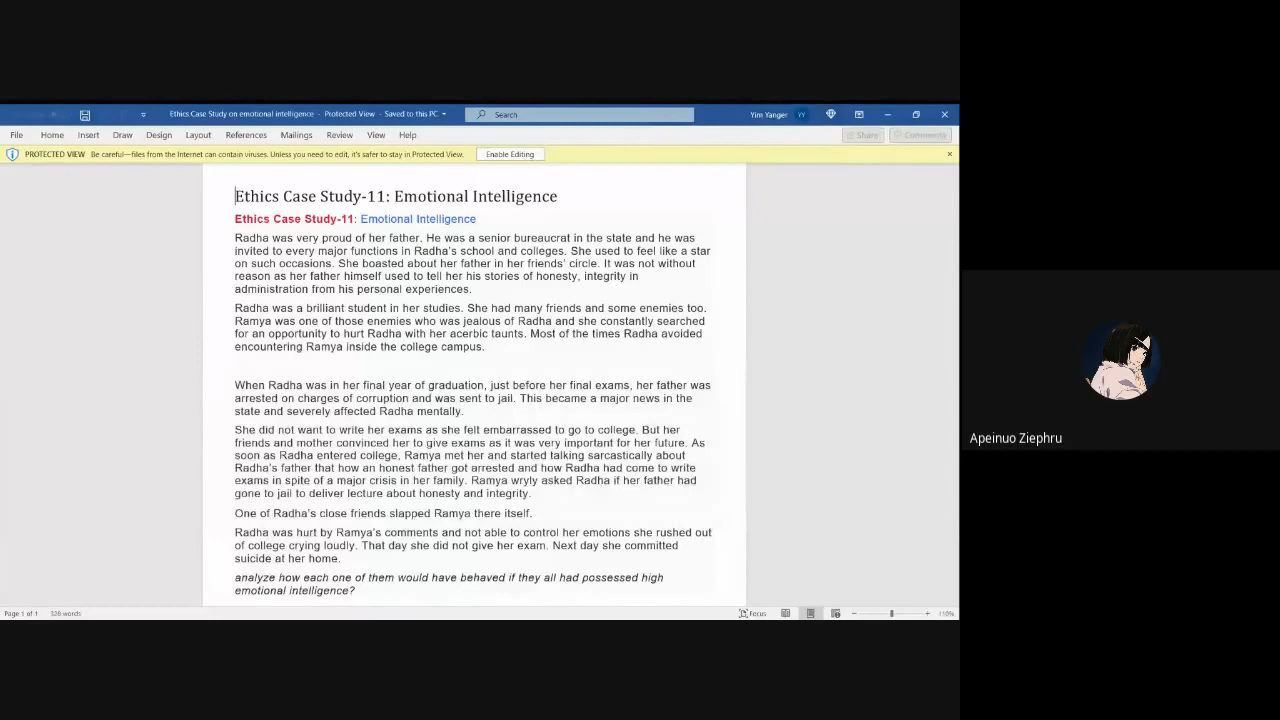 Ethics Case Study on emotional intelligence - Protected View - Saved to this PC
Search
Yim Yanger
YY
File Home Insert Draw Design Layout References Mailings Review View Help
Share
Comments
PROTECTED VIEW Be careful—files from the Internet can contain viruses. Unless you need to edit, it's safer to stay in Protected View.
Enable Editing
Ethics Case Study-11: Emotional Intelligence
Ethics Case Study-11: Emotional Intelligence
Radha was very proud of her father. He was a senior bureaucrat in the state and he was
invited to every major functions in Radha's school and colleges. She used to feel like a star
on such occasions. She boasted about her father in her friends' circle. It was not without
reason as her father himself used to tell her his stories of honesty, integrity in
administration from his personal experiences.
Radha was a brilliant student in her studies. She had many friends and some enemies too.
Ramya was one of those enemies who was jealous of Radha and she constantly searched
for an opportunity to hurt Radha with her acerbic taunts. Most of the times Radha avoided
encountering Ramya inside the college campus.
When Radha was in her final year of graduation, just before her final exams, her father was
arrested on charges of corruption and was sent to jail. This became a major news in the
state and severely affected Radha mentally.
She did not want to write her exams as she felt embarrassed to go to college. But her
friends and mother convinced her to give exams as it was very important for her future. As
soon as Radha entered college, Ramya met her and started talking sarcastically about
Radha's father that how an honest father got arrested and how Radha had come to write
exams in spite of a major crisis in her family. Ramya wryly asked Radha if her father had
gone to jail to deliver lecture about honesty and integrity.
One of Radha's close friends slapped Ramya there itself.
Radha was hurt by Ramya's comments and not able to control her emotions she rushed out
of college crying loudly. That day she did not give her exam. Next day she committed
suicide at her home.
analyze how each one of them would have behaved if they all had possessed high
emotional intelligence?
Page 1 of 1 326 words
Focus
110%
Apeinuo Ziephru